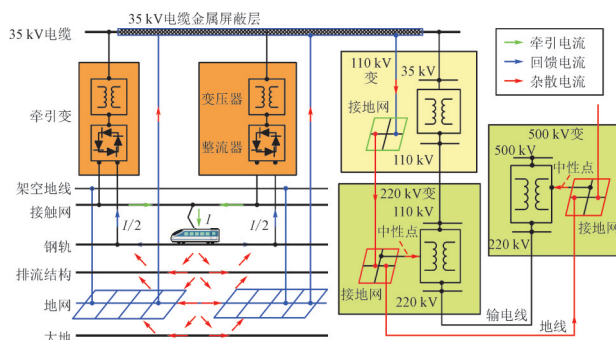 35 kV电缆金属屏蔽层
35 kV电缆
牵引变
变压器
整流器
架空地线
接触网
I/2
I
I/2
钢轨
排流结构
地网
大地
110 kV
变
35 kV
接地网
110 kV
220 kV变
110 kV
中性点
接地网
220 kV
500 kV变
500 kV
中性点
接地网
220 kV
输电线
地线
牵引电流
回馈电流
杂散电流